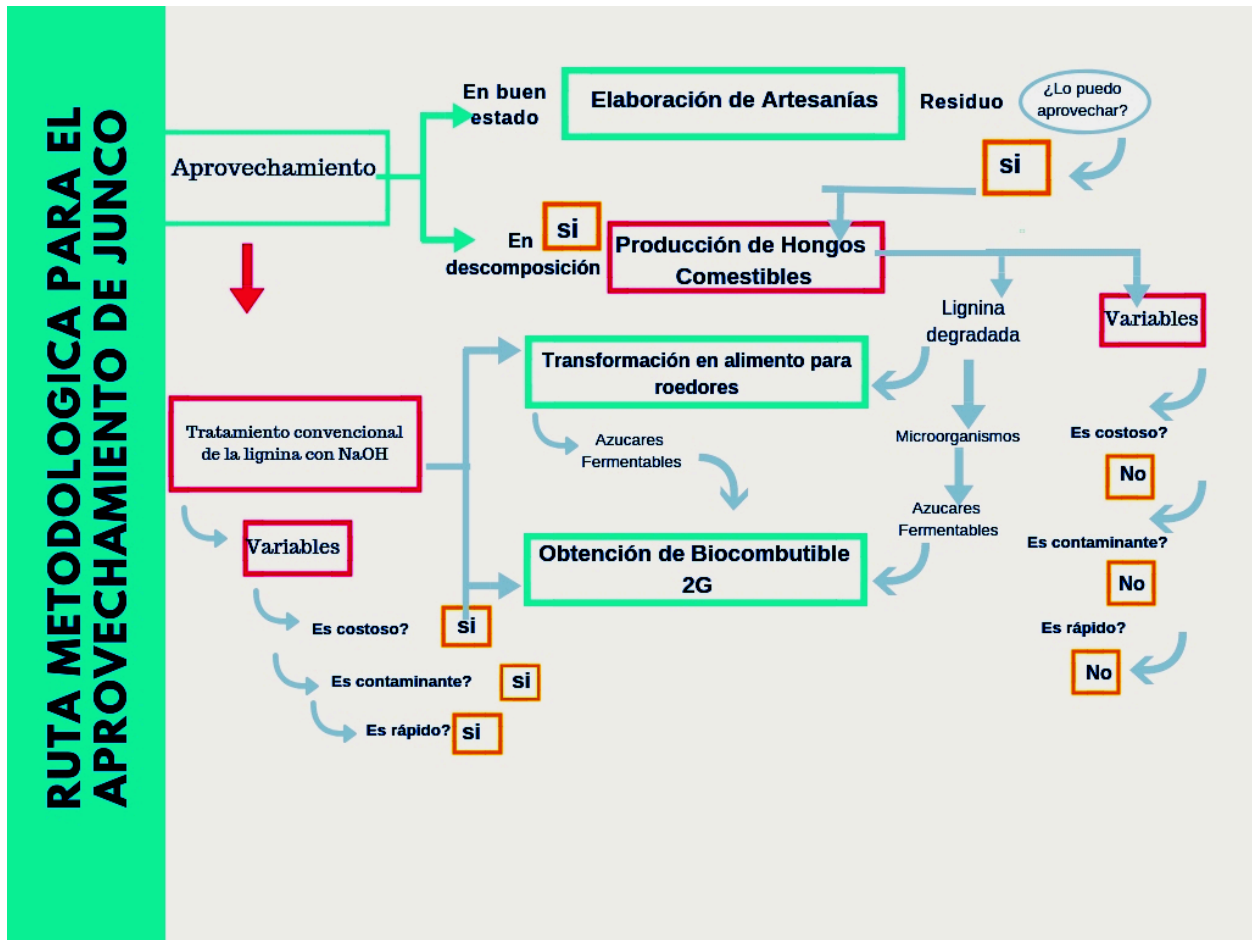 RUTA METODOLOGICA PARA EL
APROVECHAMIENTO DE JUNCO
Aprovechamiento
En buen
estado
Elaboración de Artesanías
Residuo
¿Lo puedo
aprovechar?
si
En
descomposición
si
Producción de Hongos
Comestibles
Lignina
degradada
Variables
Transformación en alimento para
roedores
Tratamiento convencional
de la lignina con NaOH
Azucares
Fermentables
Microorganismos
Es costoso?
No
Azucares
Fermentables
Variables
Obtención de Biocombutible
2G
Es contaminante?
No
Es costoso?
si
Es rápido?
No
Es contaminante?
si
Es rápido?
si